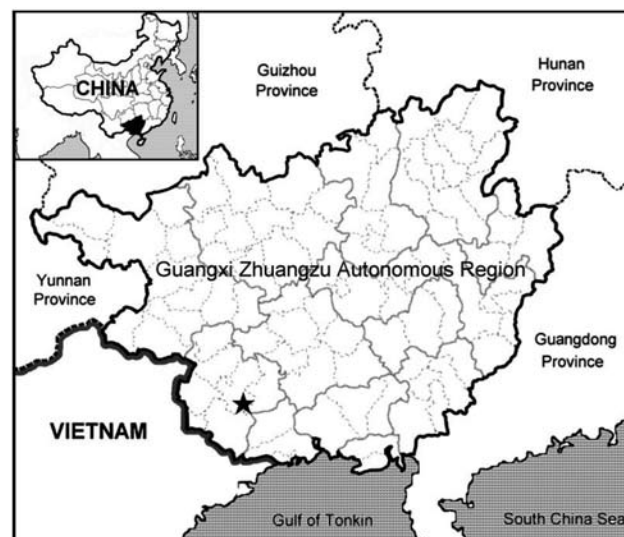 CHINA
Guizhou
Province
Hunan
Province
Guangxi Zhuangzu Autonomous Region
Yunnan
Province
Guangdong
Province
VIETNAM
Gulf of Tonkin
South China Sea